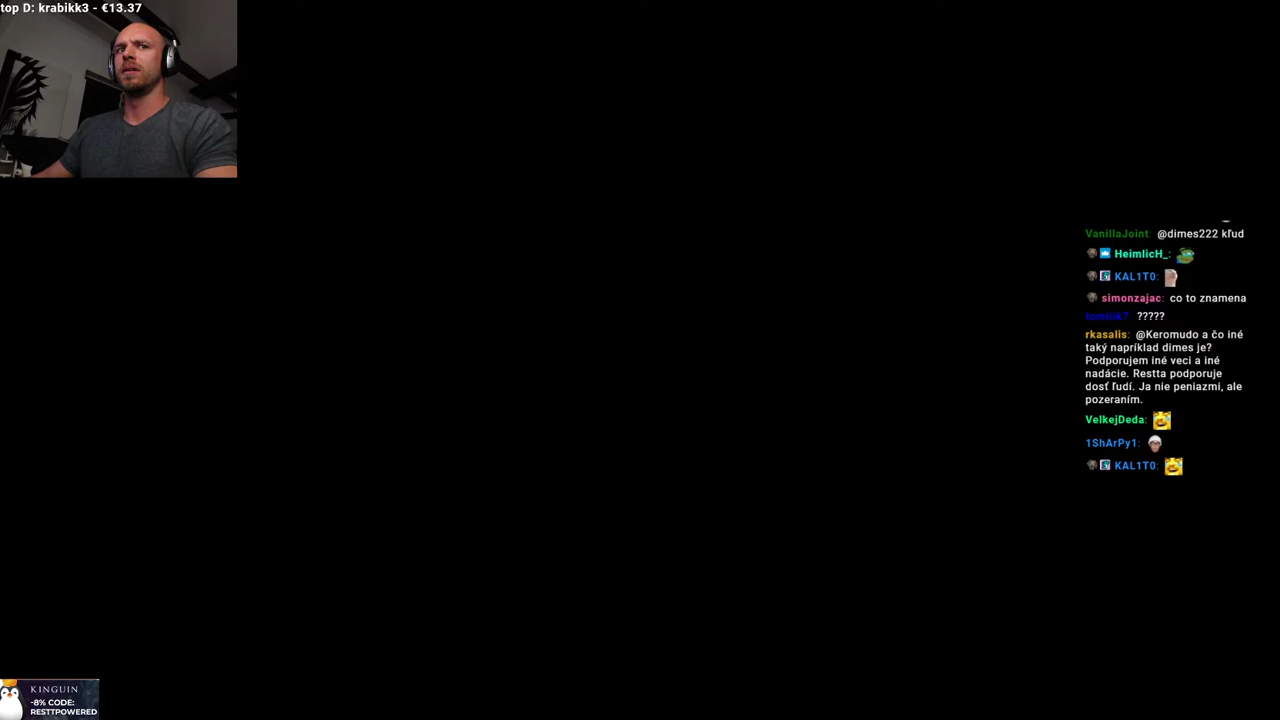 top D: krabikk3 - €13.37
VanillaJoint: @dimes222 kľud
HeimlicH_:
KAL1T0:
simonzajac: co to znamena
?????
rkasalis: @Keromudo a čo iné
taký napríklad dimes je?
Podporujem iné veci a iné
nadácie. Restta podporuje
dosť ľudí. Ja nie peniazmi, ale
pozeraním.
VelkejDeda:
1ShArPy1:
KAL1T0:
KINGUIN
-8% CODE:
RESTTPOWERED